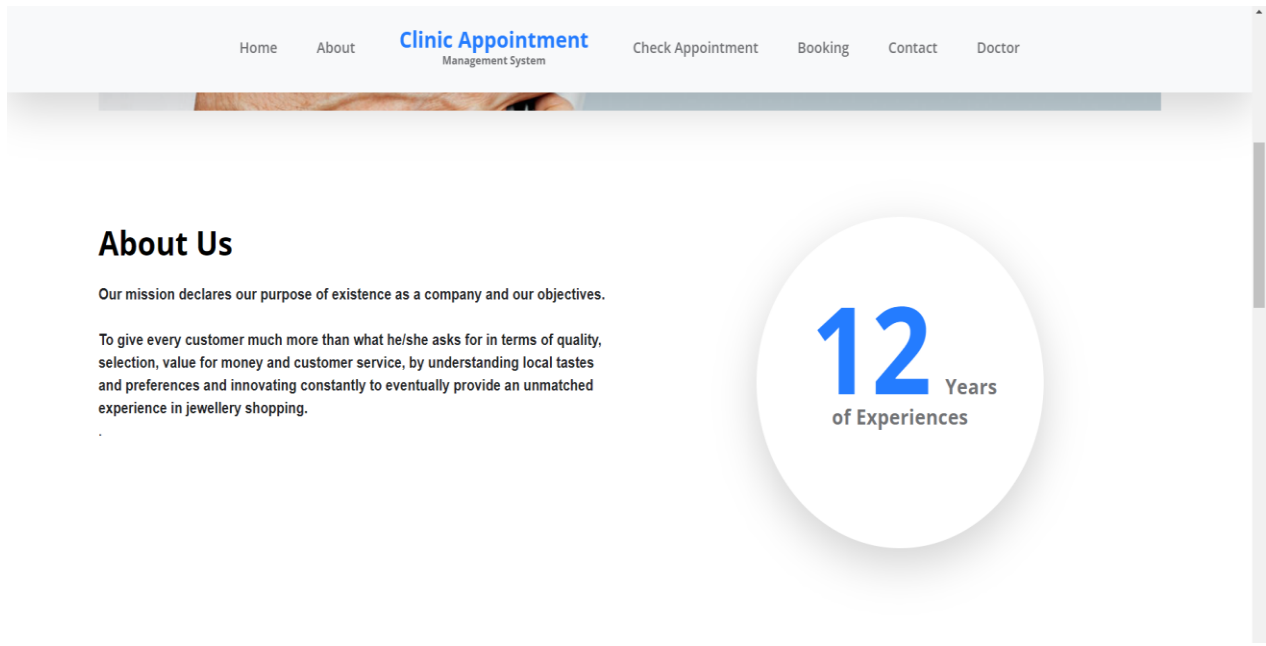 Home About Clinic Appointment Check Appointment Booking Contact Doctor
Management System
About Us
Our mission declares our purpose of existence as a company and our objectives.
To give every customer much more than what he/she asks for in terms of quality,
selection, value for money and customer service, by understanding local tastes
and preferences and innovating constantly to eventually provide an unmatched
experience in jewellery shopping.
.
12 Years
of Experiences